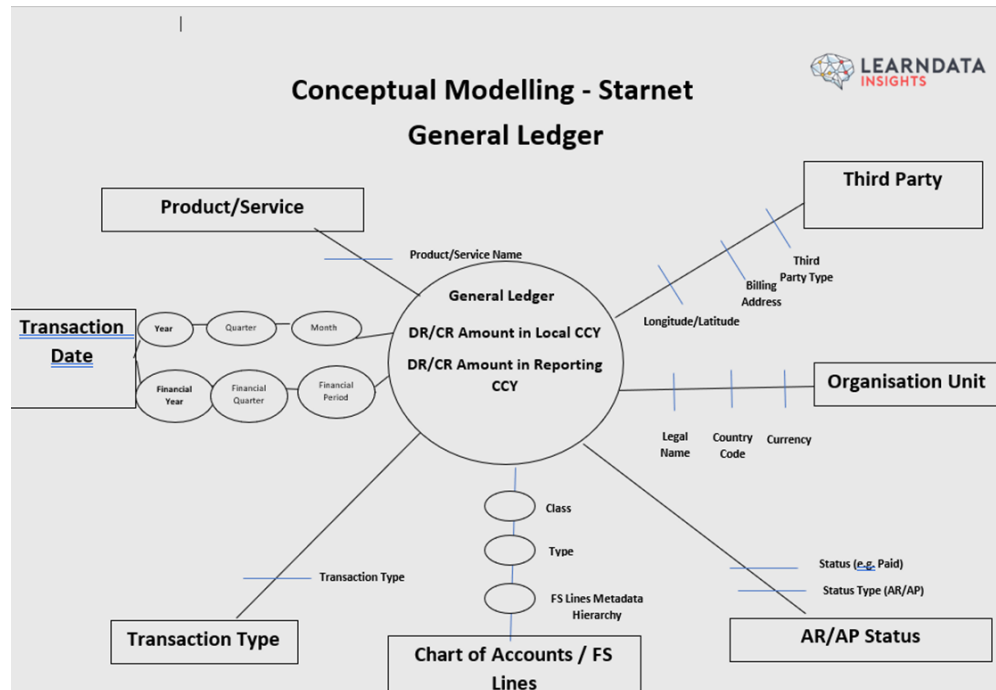 LEARNDATA
INSIGHTS
Conceptual Modelling - Starnet
General Ledger
Third Party
Product/Service
Product/Service Name
Third
Party Type
Billing
Address
Longitude/Latitude
General Ledger
DR/CR Amount in Local CCY
DR/CR Amount in Reporting
CCY
Transaction
Date
Year
Quarter
Month
Financial
Year
Financial
Quarter
Financial
Period
Organisation Unit
Legal
Name
Country
Code
Currency
Class
Type
FS Lines Metadata
Hierarchy
Transaction Type
Status (e.g. Paid)
Status Type (AR/AP)
Transaction Type
Chart of Accounts / FS
Lines
AR/AP Status